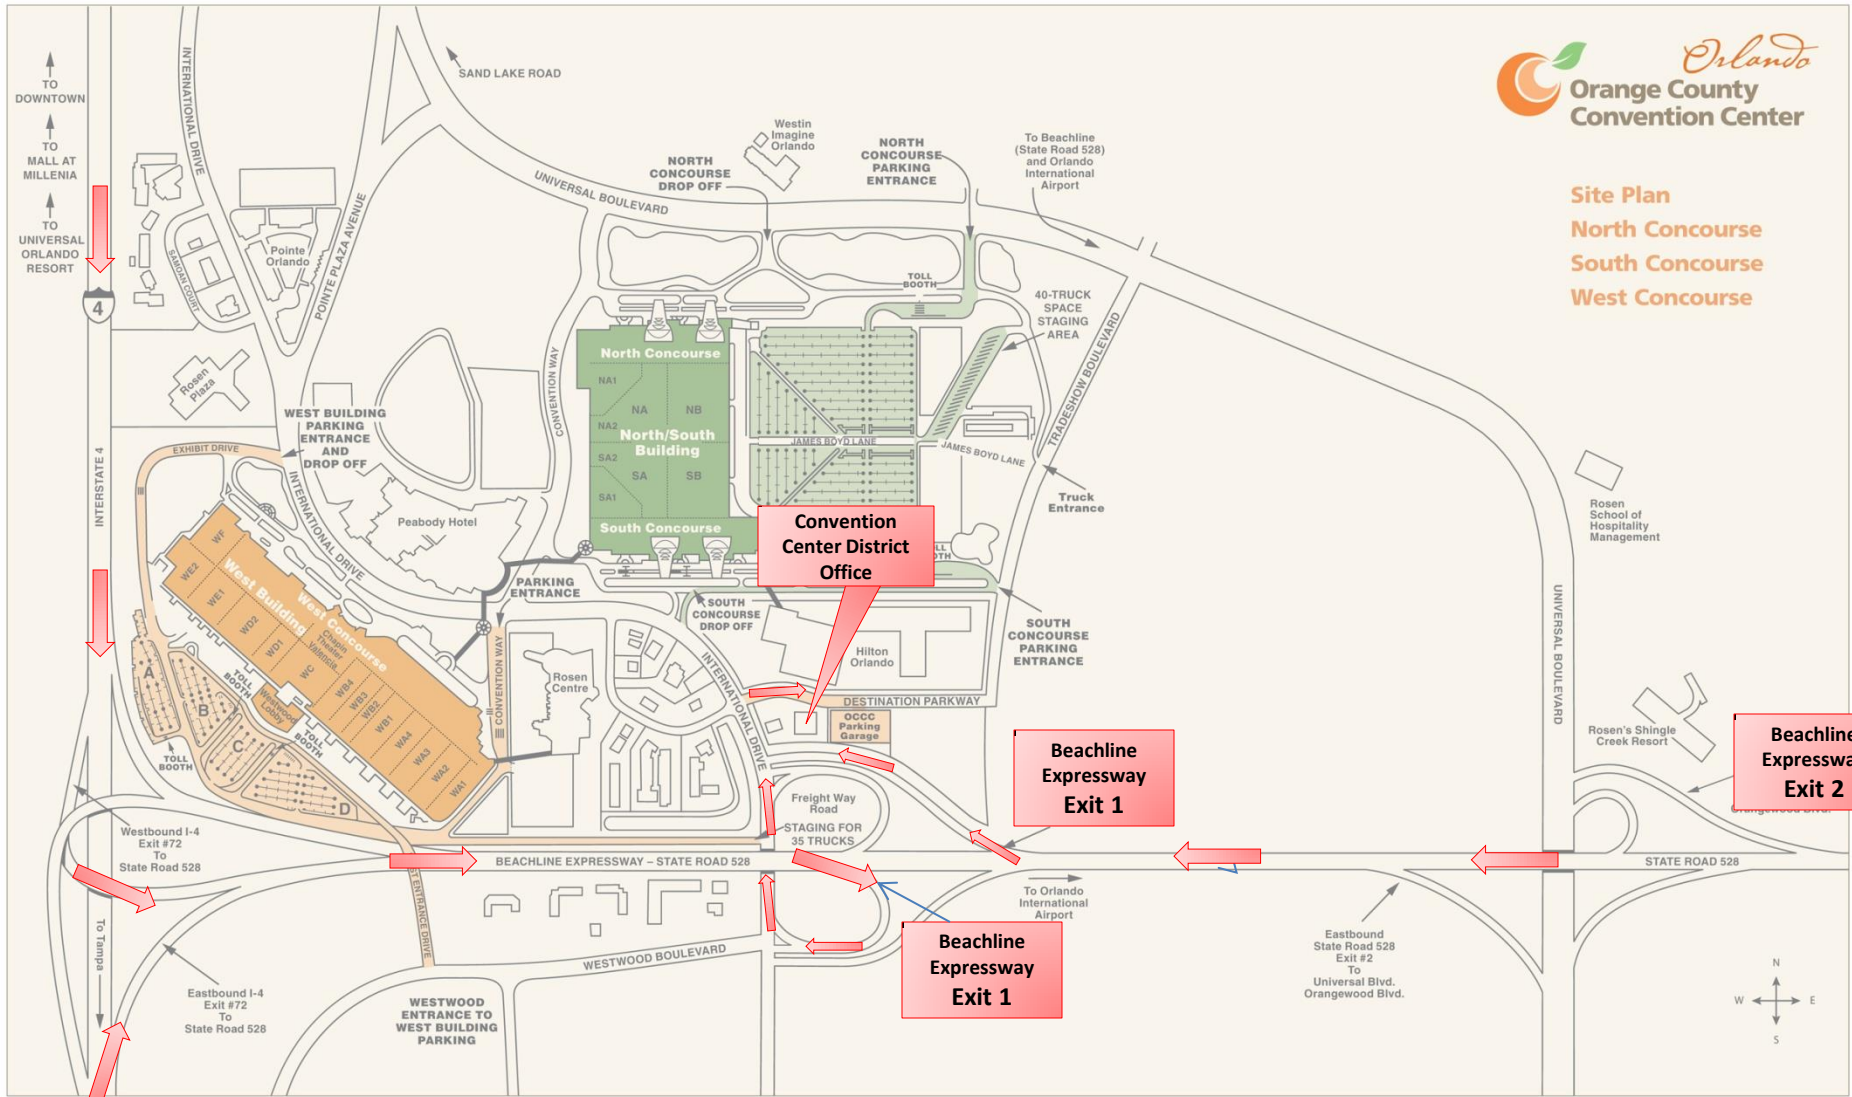 TO
DOWNTOWN
TO
MALL AT
MILLENIA
TO
UNIVERSAL
ORLANDO
RESORT
4
INTERSTATE 4
INTERNATIONAL DRIVE
SAND LAKE ROAD
SAMOAN COURT
Pointe
Orlando
POINTE PLAZA AVENUE
Rosen
Plaza
WEST BUILDING
PARKING
ENTRANCE
AND
DROP OFF
EXHIBIT DRIVE
INTERNATIONAL DRIVE
Peabody Hotel
UNIVERSAL BOULEVARD
Westin
Imagine
Orlando
NORTH
CONCOURSE
DROP OFF
NORTH
CONCOURSE
PARKING
ENTRANCE
To Beachline
(State Road 528)
and Orlando
International
Airport
Orlando
Orange County
Convention Center
Site Plan
North Concourse
South Concourse
West Concourse
TOLL
BOOTH
40-TRUCK
SPACE
STAGING
AREA
CONVENTION WAY
North Concourse
NA1
NA
NB
NA2
North/South
Building
SA2
SA
SB
SA1
South Concourse
JAMES BOYD LANE
JAMES BOYD LANE
TRADESHOW BOULEVARD
Truck
Entrance
Rosen
School of
Hospitality
Management
Convention
Center District
Office
PARKING
ENTRANCE
SOUTH
CONCOURSE
DROP OFF
SOUTH
CONCOURSE
PARKING
ENTRANCE
Hilton
Orlando
UNIVERSAL BOULEVARD
WF
WE2
WE1
WD2
WD1
WC
West Building
West Concourse
Chapin
Theater
Valencia
WB4
WB3
WB2
WB1
WA4
WA3
WA2
WA1
Westwood
Lobby
TOLL
BOOTH
TOLL
BOOTH
TOLL
BOOTH
A
B
C
D
CONVENTION WAY
Rosen
Centre
INTERNATIONAL DRIVE
DESTINATION PARKWAY
OCCC
Parking
Garage
Rosen's Shingle
Creek Resort
Beachline
Expressway
Exit 1
Beachline
Expressway
Exit 2
Freight Way
Road
STAGING FOR
35 TRUCKS
Westbound I-4
Exit #72
To
State Road 528
BEACHLINE EXPRESSWAY – STATE ROAD 528
STATE ROAD 528
To Orlando
International
Airport
Beachline
Expressway
Exit 1
Eastbound
State Road 528
Exit #2
To
Universal Blvd.
Orangewood Blvd.
To Tampa
ENTRANCE DRIVE
WESTWOOD BOULEVARD
Eastbound I-4
Exit #72
To
State Road 528
WESTWOOD
ENTRANCE TO
WEST BUILDING
PARKING
N
W
E
S